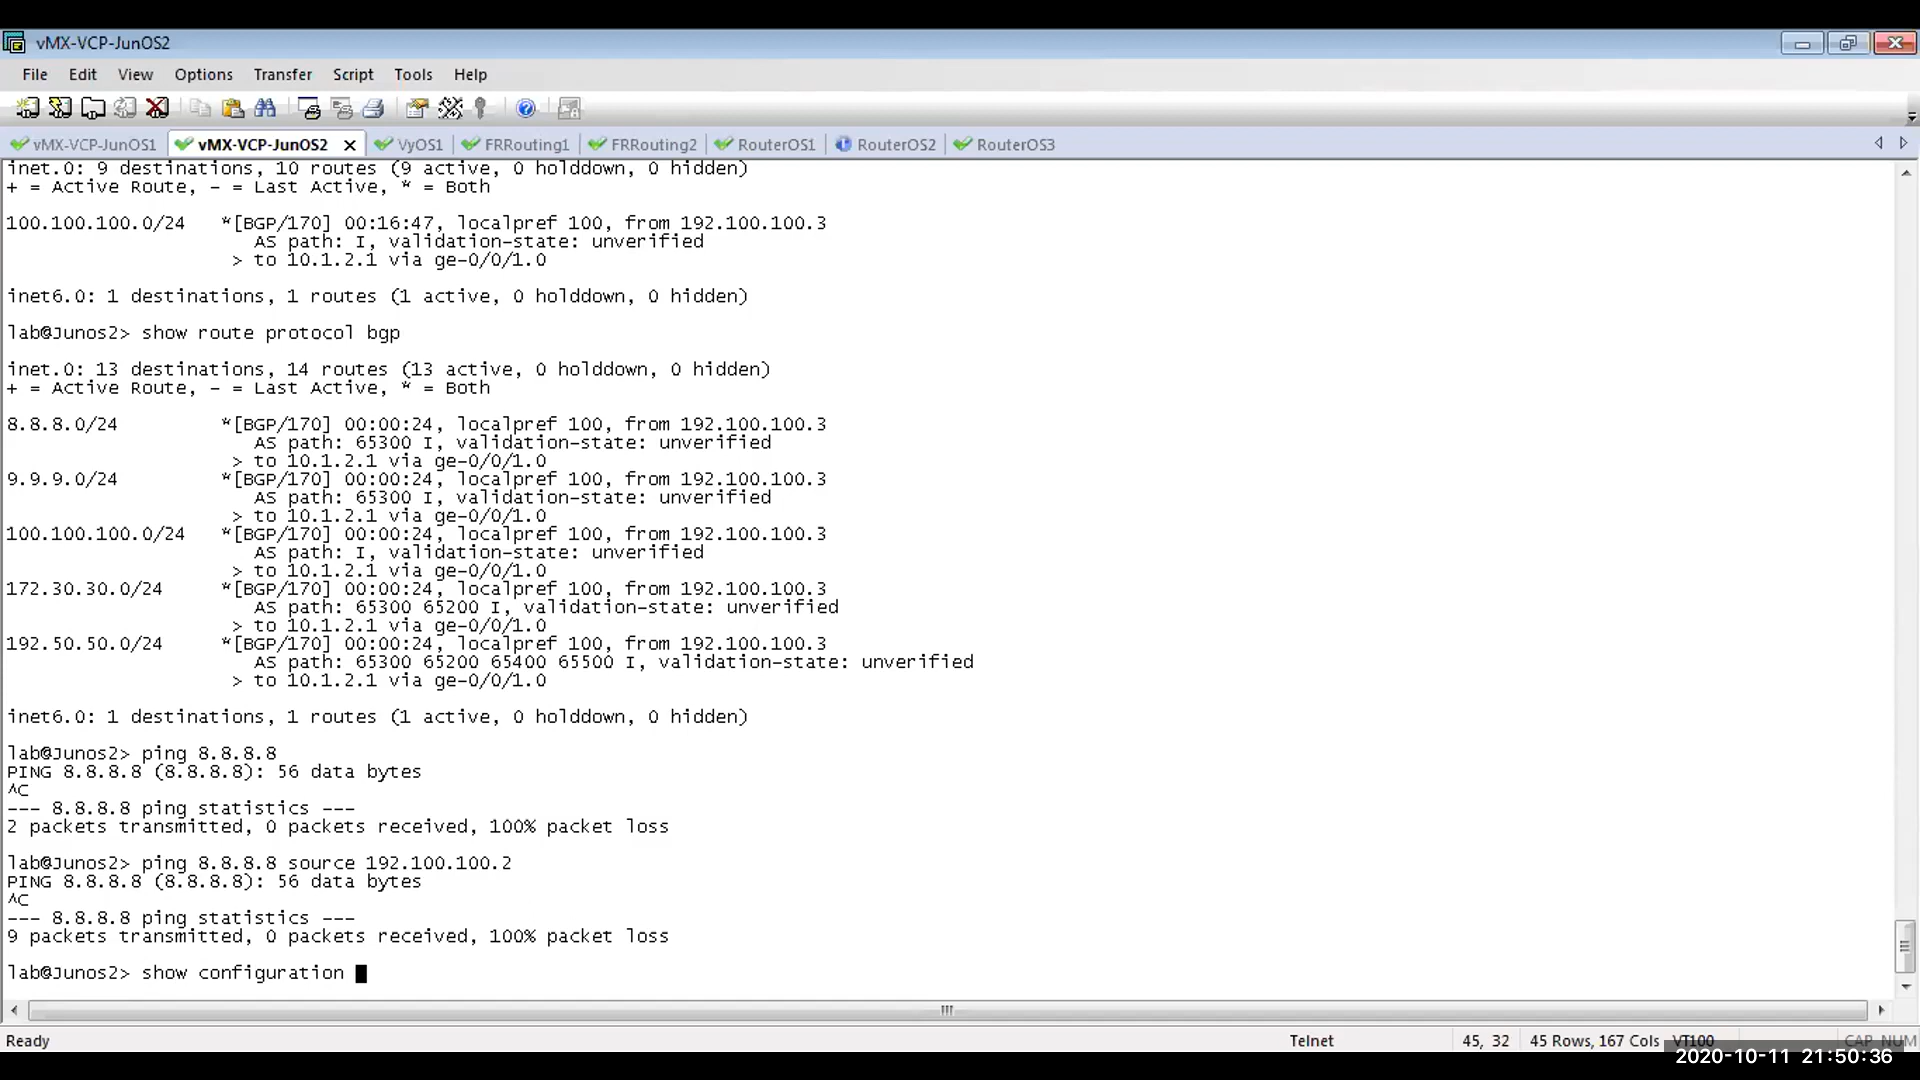 vMX-VCP-JunOS2
File Edit View Options Transfer Script Tools Help
vMX-VCP-JunOS1 vMX-VCP-JunOS2 VyOS1 FRRouting1 FRRouting2 RouterOS1 RouterOS2 RouterOS3
inet.0: 9 destinations, 10 routes (9 active, 0 holddown, 0 hidden)
+ = Active Route, - = Last Active, * = Both
100.100.100.0/24 *[BGP/170] 00:16:47, localpref 100, from 192.100.100.3
AS path: I, validation-state: unverified
> to 10.1.2.1 via ge-0/0/1.0
inet6.0: 1 destinations, 1 routes (1 active, 0 holddown, 0 hidden)
lab@Junos2> show route protocol bgp
inet.0: 13 destinations, 14 routes (13 active, 0 holddown, 0 hidden)
+ = Active Route, - = Last Active, * = Both
8.8.8.0/24 *[BGP/170] 00:00:24, localpref 100, from 192.100.100.3
AS path: 65300 I, validation-state: unverified
> to 10.1.2.1 via ge-0/0/1.0
9.9.9.0/24 *[BGP/170] 00:00:24, localpref 100, from 192.100.100.3
AS path: 65300 I, validation-state: unverified
> to 10.1.2.1 via ge-0/0/1.0
100.100.100.0/24 *[BGP/170] 00:00:24, localpref 100, from 192.100.100.3
AS path: I, validation-state: unverified
> to 10.1.2.1 via ge-0/0/1.0
172.30.30.0/24 *[BGP/170] 00:00:24, localpref 100, from 192.100.100.3
AS path: 65300 65200 I, validation-state: unverified
> to 10.1.2.1 via ge-0/0/1.0
192.50.50.0/24 *[BGP/170] 00:00:24, localpref 100, from 192.100.100.3
AS path: 65300 65200 65400 65500 I, validation-state: unverified
> to 10.1.2.1 via ge-0/0/1.0
inet6.0: 1 destinations, 1 routes (1 active, 0 holddown, 0 hidden)
lab@Junos2> ping 8.8.8.8
PING 8.8.8.8 (8.8.8.8): 56 data bytes
^C
--- 8.8.8.8 ping statistics ---
2 packets transmitted, 0 packets received, 100% packet loss
lab@Junos2> ping 8.8.8.8 source 192.100.100.2
PING 8.8.8.8 (8.8.8.8): 56 data bytes
^C
--- 8.8.8.8 ping statistics ---
9 packets transmitted, 0 packets received, 100% packet loss
lab@Junos2> show configuration
Ready Telnet 45, 32 45 Rows, 167 Cols VT100 CAP NUM
2020-10-11 21:50:36